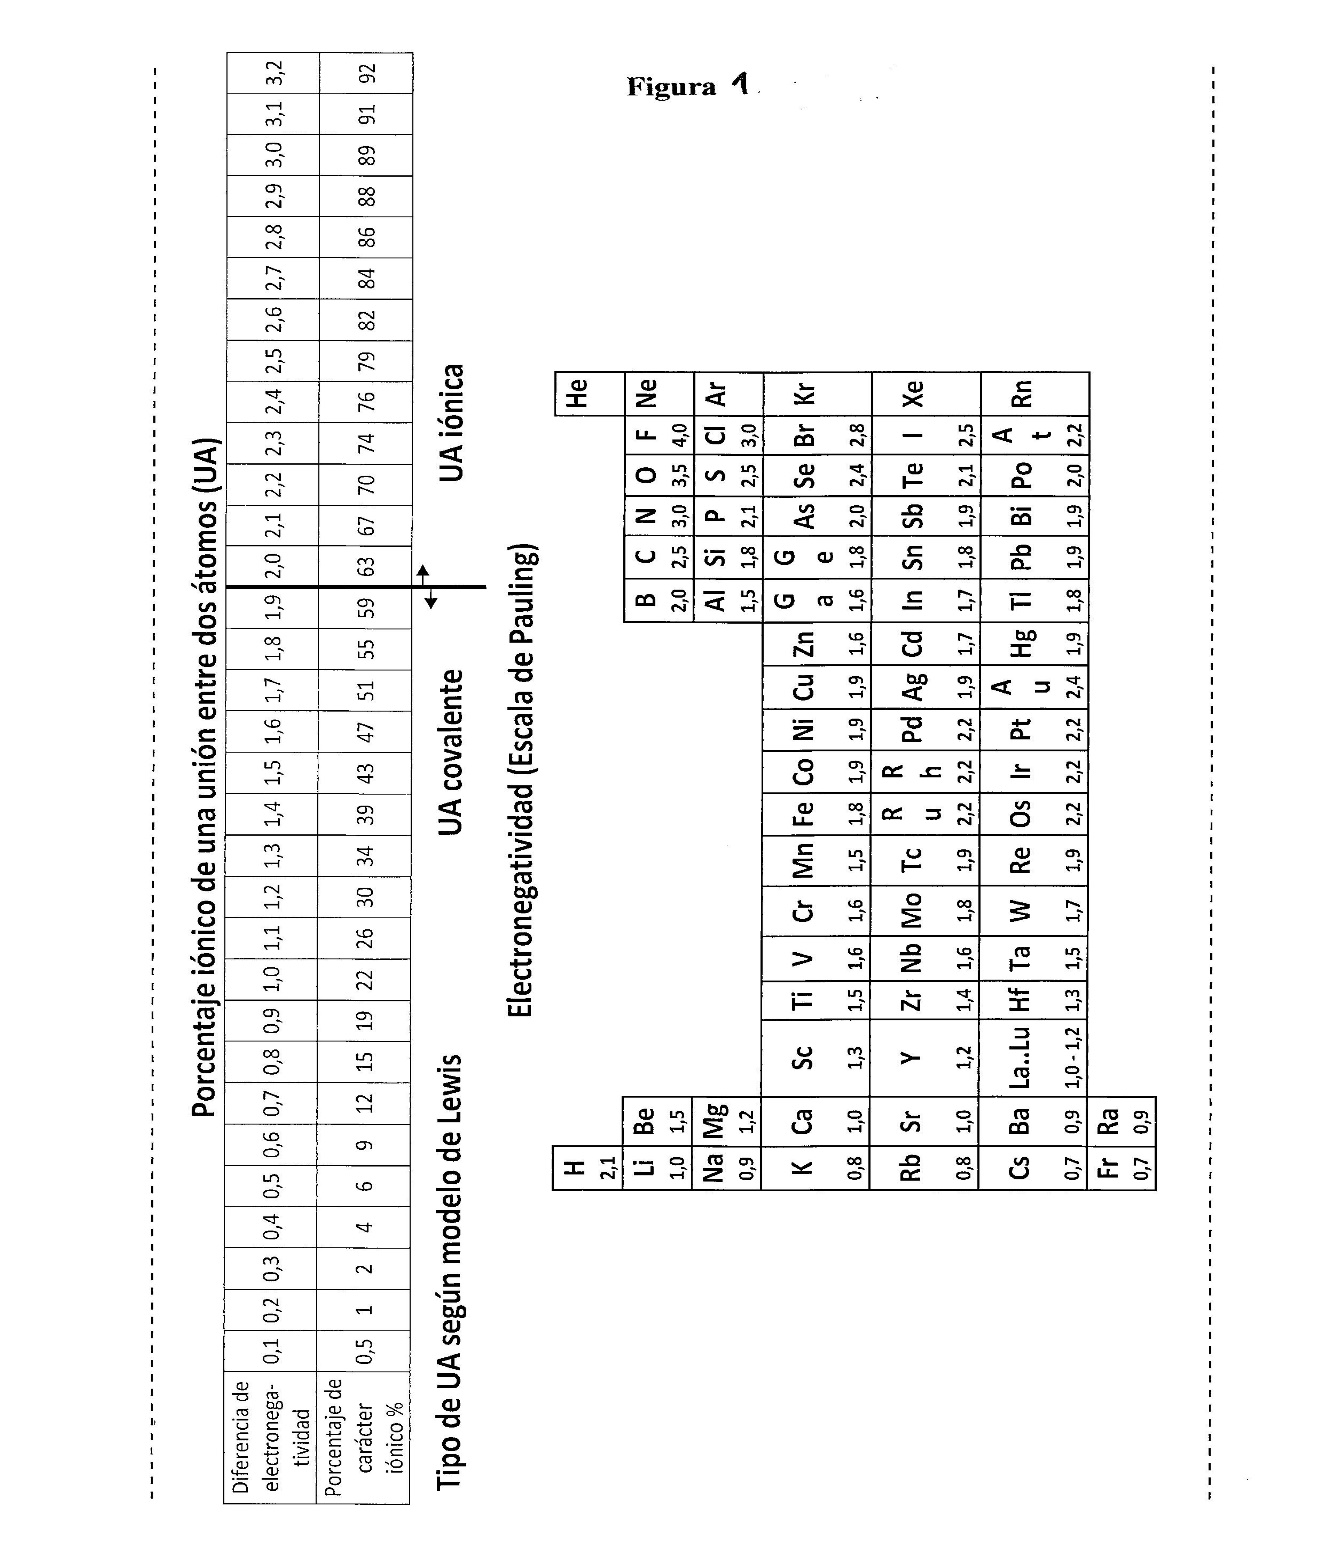 Figura 1
Porcentaje iónico de una unión entre dos átomos (UA)
Diferencia de electronega- tividad 0,1 0,2 0,3 0,4 0,5 0,6 0,7 0,8 0,9 1,0 1,1 1,2 1,3 1,4 1,5 1,6 1,7 1,8 1,9 2,0 2,1 2,2 2,3 2,4 2,5 2,6 2,7 2,8 2,9 3,0 3,1 3,2
Porcentaje de carácter iónico % 0,5 1 2 4 6 9 12 15 19 22 26 30 34 39 43 47 51 55 59 63 67 70 74 76 79 82 84 86 88 89 91 92
Tipo de UA según modelo de Lewis UA covalente UA iónica
Electronegatividad (Escala de Pauling)
H He
2,1
Li Be B C N O F Ne
1,0 1,5 2,0 2,5 3,0 3,5 4,0
Na Mg Al Si P S Cl Ar
0,9 1,2 1,5 1,8 2,1 2,5 3,0
K Ca Sc Ti V Cr Mn Fe Co Ni Cu Zn Ga Ge As Se Br Kr
0,8 1,0 1,3 1,5 1,6 1,6 1,5 1,8 1,9 1,9 1,9 1,6 1,6 1,8 2,0 2,4 2,8
Rb Sr Y Zr Nb Mo Tc Ru Rh Pd Ag Cd In Sn Sb Te I Xe
0,8 1,0 1,2 1,4 1,6 1,8 1,9 2,2 2,2 2,2 1,9 1,7 1,7 1,8 1,9 2,1 2,5
Cs Ba La..Lu Hf Ta W Re Os Ir Pt Au Hg Tl Pb Bi Po At Rn
0,7 0,9 1,0 - 1,2 1,3 1,5 1,7 1,9 2,2 2,2 2,2 2,4 1,9 1,8 1,9 1,9 2,0 2,2
Fr Ra
0,7 0,9